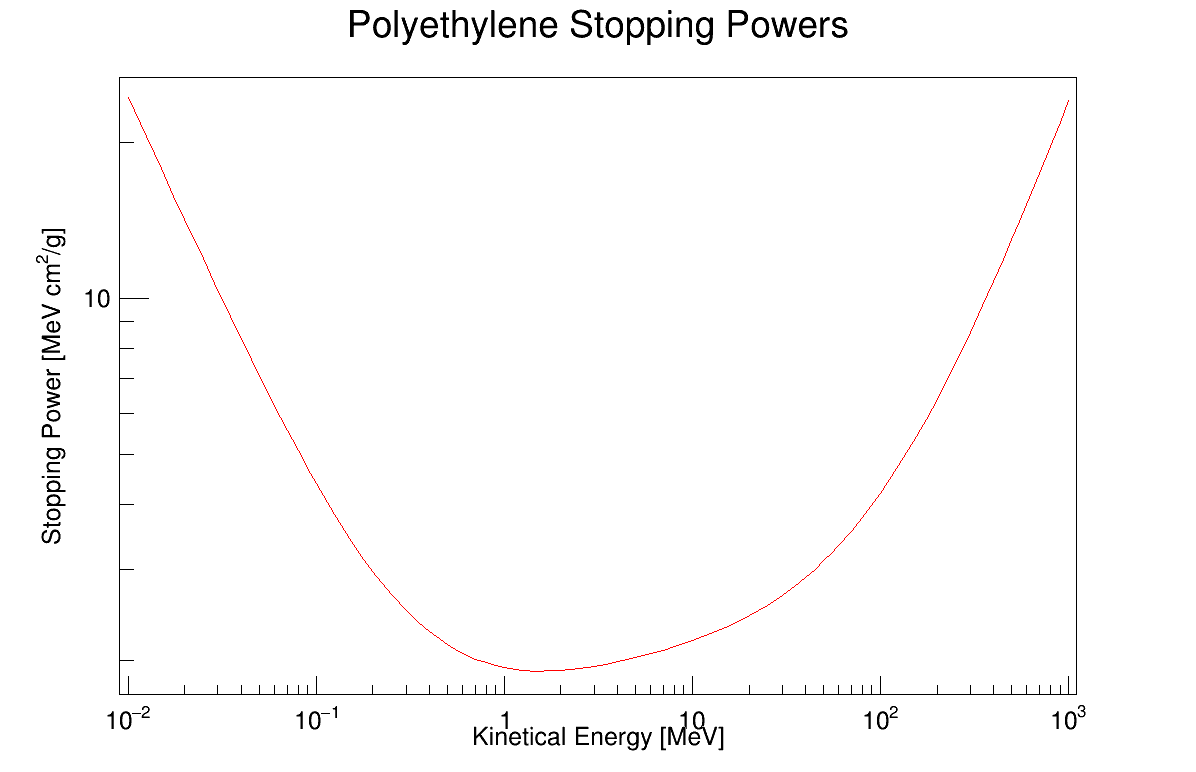 Polyethylene Stopping Powers
Stopping Power [MeV cm²/g]
10
10⁻² 10⁻¹ 1 10 10² 10³
Kinetical Energy [MeV]